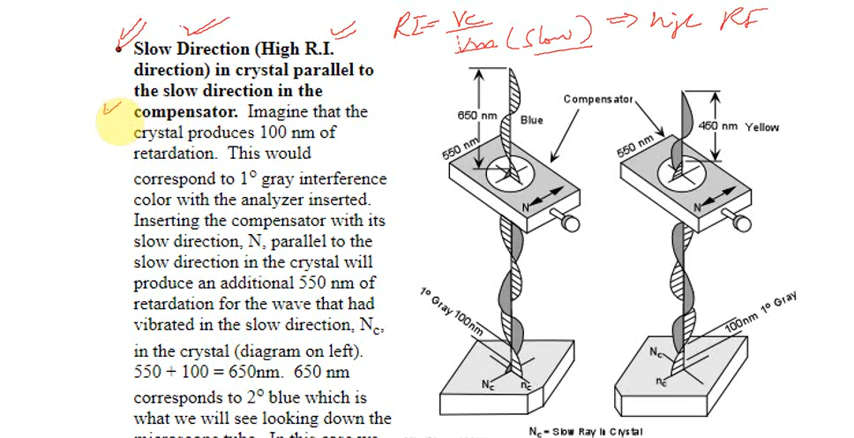 RI = Vc
(Slow) ⇒ high RI
Slow Direction (High R.I.
direction) in crystal parallel to
the slow direction in the
compensator. Imagine that the
crystal produces 100 nm of
retardation. This would
correspond to 1° gray interference
color with the analyzer inserted.
Inserting the compensator with its
slow direction, N, parallel to the
slow direction in the crystal will
produce an additional 550 nm of
retardation for the wave that had
vibrated in the slow direction, Nc,
in the crystal (diagram on left).
550 + 100 = 650nm. 650 nm
corresponds to 2° blue which is
what we will see looking down the
650 nm
Blue
Compensator
450 nm Yellow
550 nm
550 nm
N
N
1° Gray 100nm
100nm 1° Gray
Nc
nc
Nc
nc
Nc = Slow Ray in Crystal